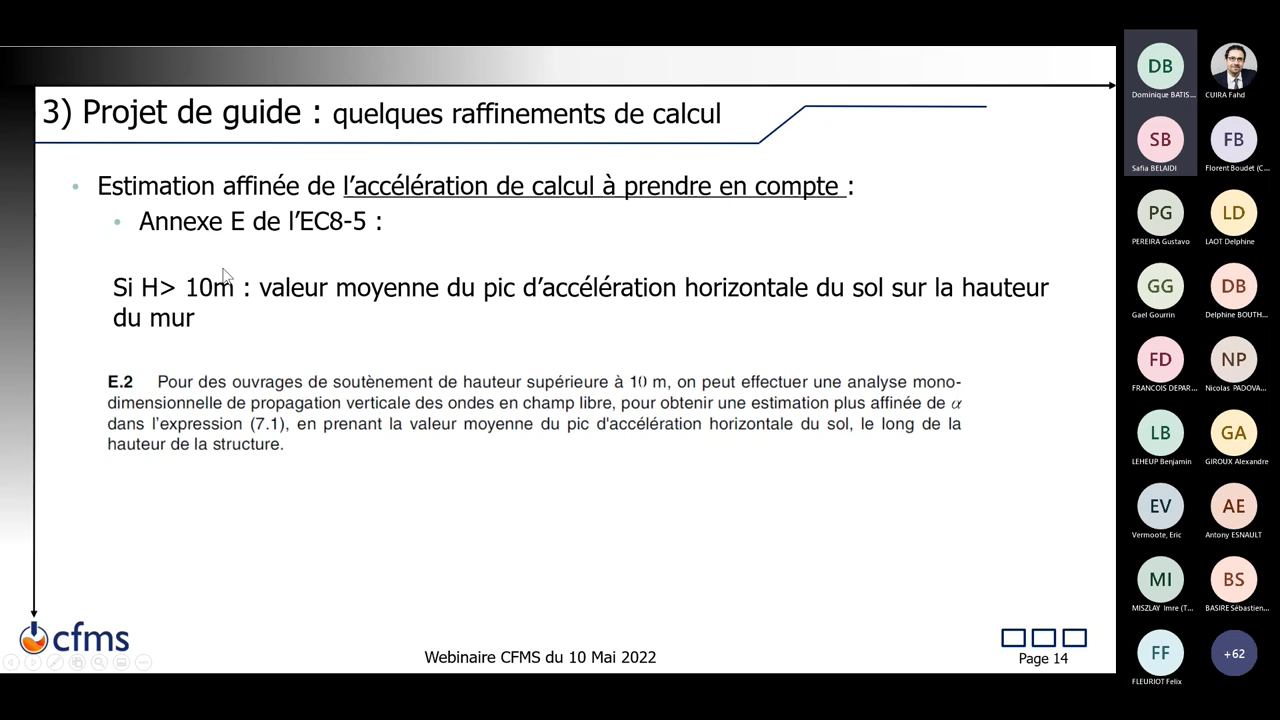 3) Projet de guide : quelques raffinements de calcul
• Estimation affinée de l’accélération de calcul à prendre en compte :
• Annexe E de l’EC8-5 :
Si H> 10m : valeur moyenne du pic d’accélération horizontale du sol sur la hauteur
du mur
E.2 Pour des ouvrages de soutènement de hauteur supérieure à 10 m, on peut effectuer une analyse mono-
dimensionnelle de propagation verticale des ondes en champ libre, pour obtenir une estimation plus affinée de α
dans l’expression (7.1), en prenant la valeur moyenne du pic d'accélération horizontale du sol, le long de la
hauteur de la structure.
cfms
Webinaire CFMS du 10 Mai 2022
Page 14
DB
Dominique BATIS...
CUIRA Fahd
SB
Safia BELAIDI
FB
Florent Boudet (C...
PG
PEREIRA Gustavo
LD
LAOT Delphine
GG
Gael Gourrin
DB
Delphine BOUTH...
FD
FRANCOIS DEPAR...
NP
Nicolas PADOVA...
LB
LEHEUP Benjamin
GA
GIROUX Alexandre
EV
Vermoote, Eric
AE
Antony ESNAULT
MI
MISZLAY Imre (T...
BS
BASIRE Sébastien...
FF
FLEURIOT Felix
+62